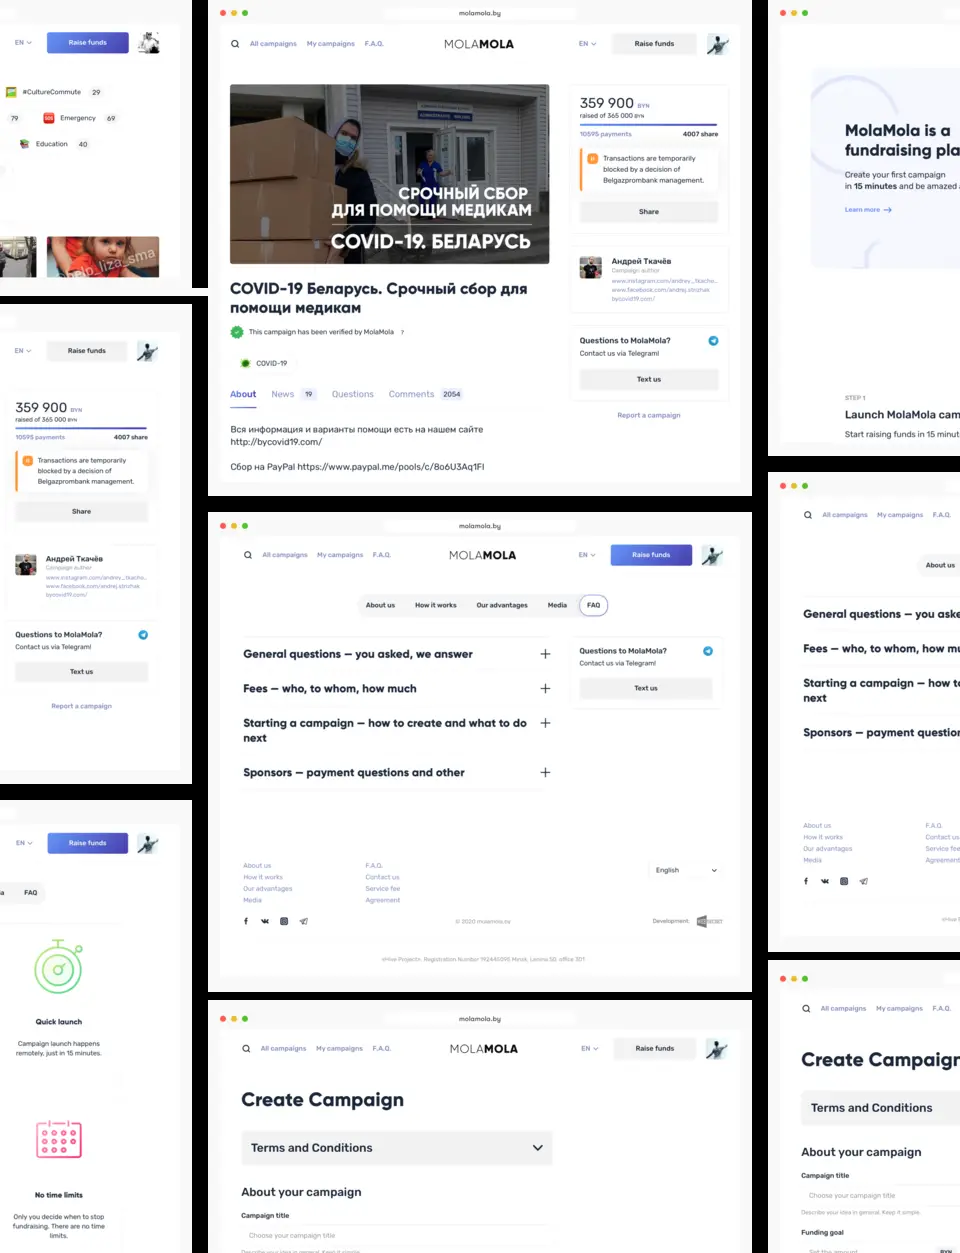 EN
Raise funds
#CultureCommute 29
79 SOS Emergency 69
Education 40
@help_liza_sma
EN
Raise funds
359 900 BYN
raised of 365 000 BYN
10595 payments 4007 share
Transactions are temporarily
blocked by a decision of
Belgazprombank management.
Share
Андрей Ткачёв
Campaign author
www.instagram.com/andrey_tkache..
www.facebook.com/andrej.strizhak
bycovid19.com/
Questions to MolaMola?
Contact us via Telegram!
Text us
Report a campaign
EN
Raise funds
FAQ
Quick launch
Campaign launch happens
remotely, just in 15 minutes.
No time limits
Only you decide when to stop
fundraising. There are no time
limits.
molamola.by
All campaigns My campaigns F.A.Q.
MOLAMOLA
EN
Raise funds
СРОЧНЫЙ СБОР
ДЛЯ ПОМОЩИ МЕДИКАМ
COVID-19. БЕЛАРУСЬ
COVID-19 Беларусь. Срочный сбор для
помощи медикам
This campaign has been verified by MolaMola ?
COVID-19
About News 19 Questions Comments 2054
Вся информация и варианты помощи есть на нашем сайте
http://bycovid19.com/
Сбор на PayPal https://www.paypal.me/pools/c/8o6U3Aq1FI
359 900 BYN
raised of 365 000 BYN
10595 payments 4007 share
Transactions are temporarily
blocked by a decision of
Belgazprombank management.
Share
Андрей Ткачёв
Campaign author
www.instagram.com/andrey_tkache..
www.facebook.com/andrej.strizhak
bycovid19.com/
Questions to MolaMola?
Contact us via Telegram!
Text us
Report a campaign
molamola.by
All campaigns My campaigns F.A.Q.
MOLAMOLA
EN
Raise funds
About us How it works Our advantages Media FAQ
General questions — you asked, we answer
Fees — who, to whom, how much
Starting a campaign — how to create and what to do
next
Sponsors — payment questions and other
Questions to MolaMola?
Contact us via Telegram!
Text us
About us F.A.Q.
How it works Contact us
Our advantages Service fee
Media Agreement
English
© 2020 molamola.by
Development:
molamola.by
All campaigns My campaigns F.A.Q.
MOLAMOLA
EN
Raise funds
Create Campaign
Terms and Conditions
About your campaign
Campaign title
Choose your campaign title
Describe your idea in general. Keep it simple.
MolaMola is a
fundraising pla
Create your first campaign
in 15 minutes and be amazed
Learn more
STEP 1
Launch MolaMola cam
Start raising funds in 15 minut
All campaigns My campaigns F.A.Q.
About us
General questions — you aske
Fees — who, to whom, how mu
Starting a campaign — how to
next
Sponsors — payment question
About us F.A.Q.
How it works Contact us
Our advantages Service fee
Media Agreement
All campaigns My campaigns F.A.Q.
Create Campaign
Terms and Conditions
About your campaign
Campaign title
Choose your campaign title
Describe your idea in general. Keep it simple.
Funding goal
Set the amount BYN